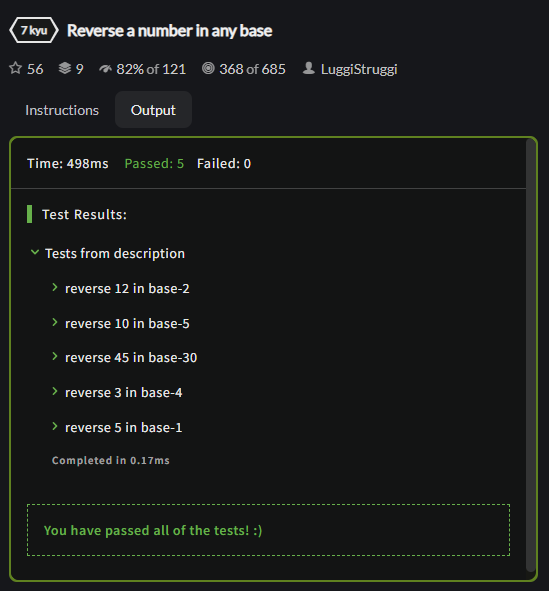 7 kyu Reverse a number in any base
56 9 82% of 121 368 of 685 LuggiStruggi
Instructions Output
Time: 498ms Passed: 5 Failed: 0
Test Results:
Tests from description
reverse 12 in base-2
reverse 10 in base-5
reverse 45 in base-30
reverse 3 in base-4
reverse 5 in base-1
Completed in 0.17ms
You have passed all of the tests! :)